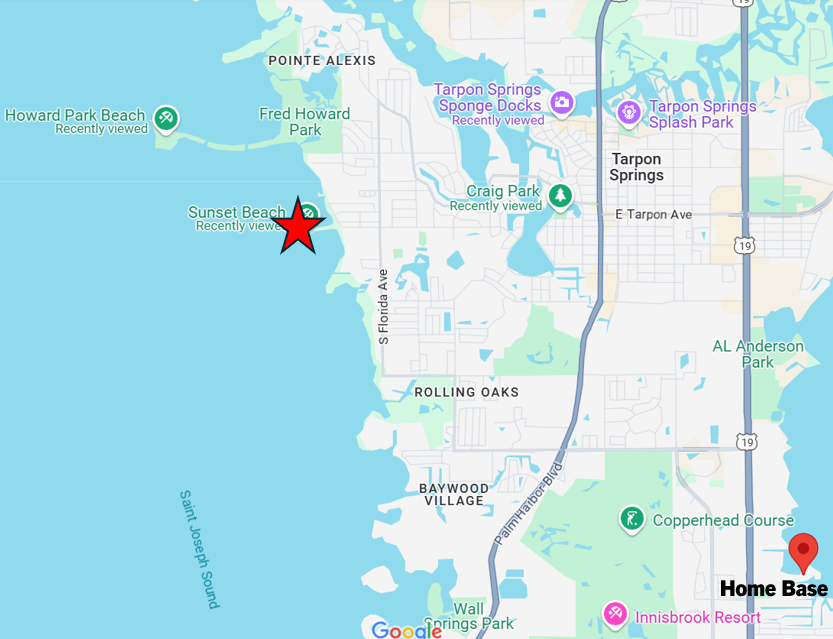 POINTE ALEXIS
Tarpon Springs
Sponge Docks
Recently viewed
Howard Park Beach
Recently viewed
Fred Howard
Park
Tarpon Springs
Splash Park
Tarpon
Springs
Craig Park
Recently viewed
Sunset Beach
Recently viewe
E Tarpon Ave
19
19
S Florida Ave
AL Anderson
Park
ROLLING OAKS
19
BAYWOOD
VILLAGE
Palm Harbor Blvd
Saint Joseph Sound
Copperhead Course
Home Base
Wall
Springs Park
Innisbrook Resort
Google